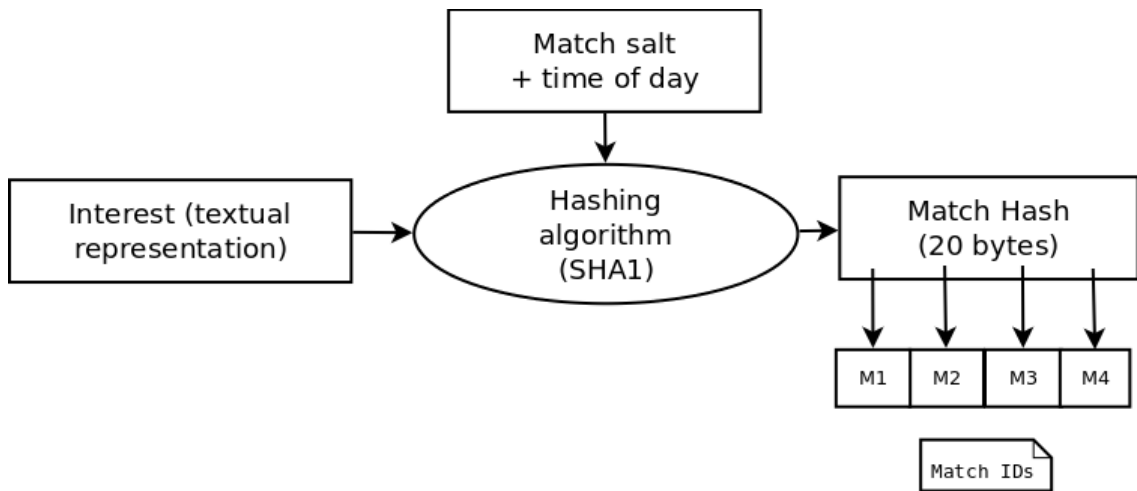 Match salt
+ time of day
Interest (textual
representation)
Hashing
algorithm
(SHA1)
Match Hash
(20 bytes)
M1
M2
M3
M4
Match IDs